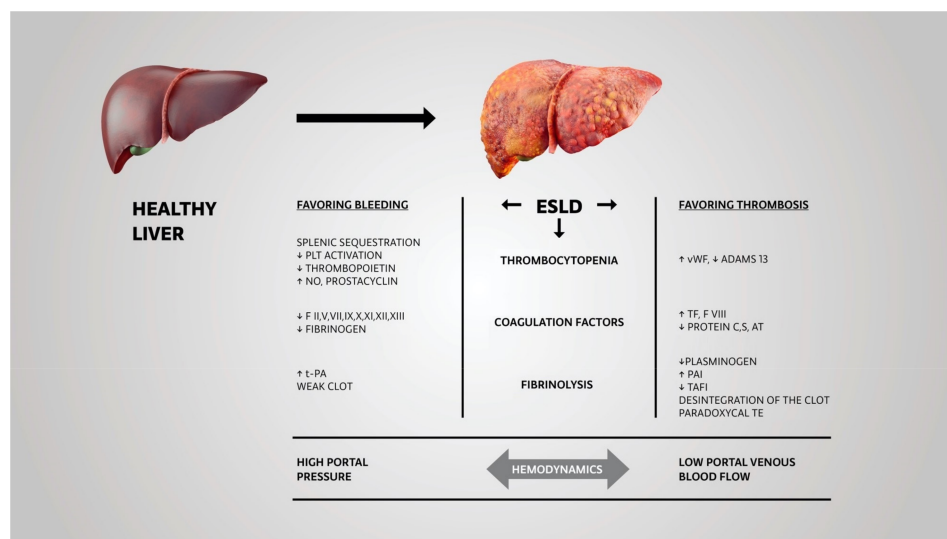 HEALTHY
LIVER
FAVORING BLEEDING
← ESLD →
↓
FAVORING THROMBOSIS
SPLENIC SEQUESTRATION
↓ PLT ACTIVATION
↓ THROMBOPOIETIN
↑ NO, PROSTACYCLIN
THROMBOCYTOPENIA
↑ vWF, ↓ ADAMS 13
↓ F II,V,VII,IX,X,XI,XII,XIII
↓ FIBRINOGEN
COAGULATION FACTORS
↑ TF, F VIII
↓ PROTEIN C,S, AT
↑ t-PA
WEAK CLOT
FIBRINOLYSIS
↓PLASMINOGEN
↑ PAI
↓ TAFI
DESINTEGRATION OF THE CLOT
PARADOXYCAL TE
HIGH PORTAL
PRESSURE
HEMODYNAMICS
LOW PORTAL VENOUS
BLOOD FLOW